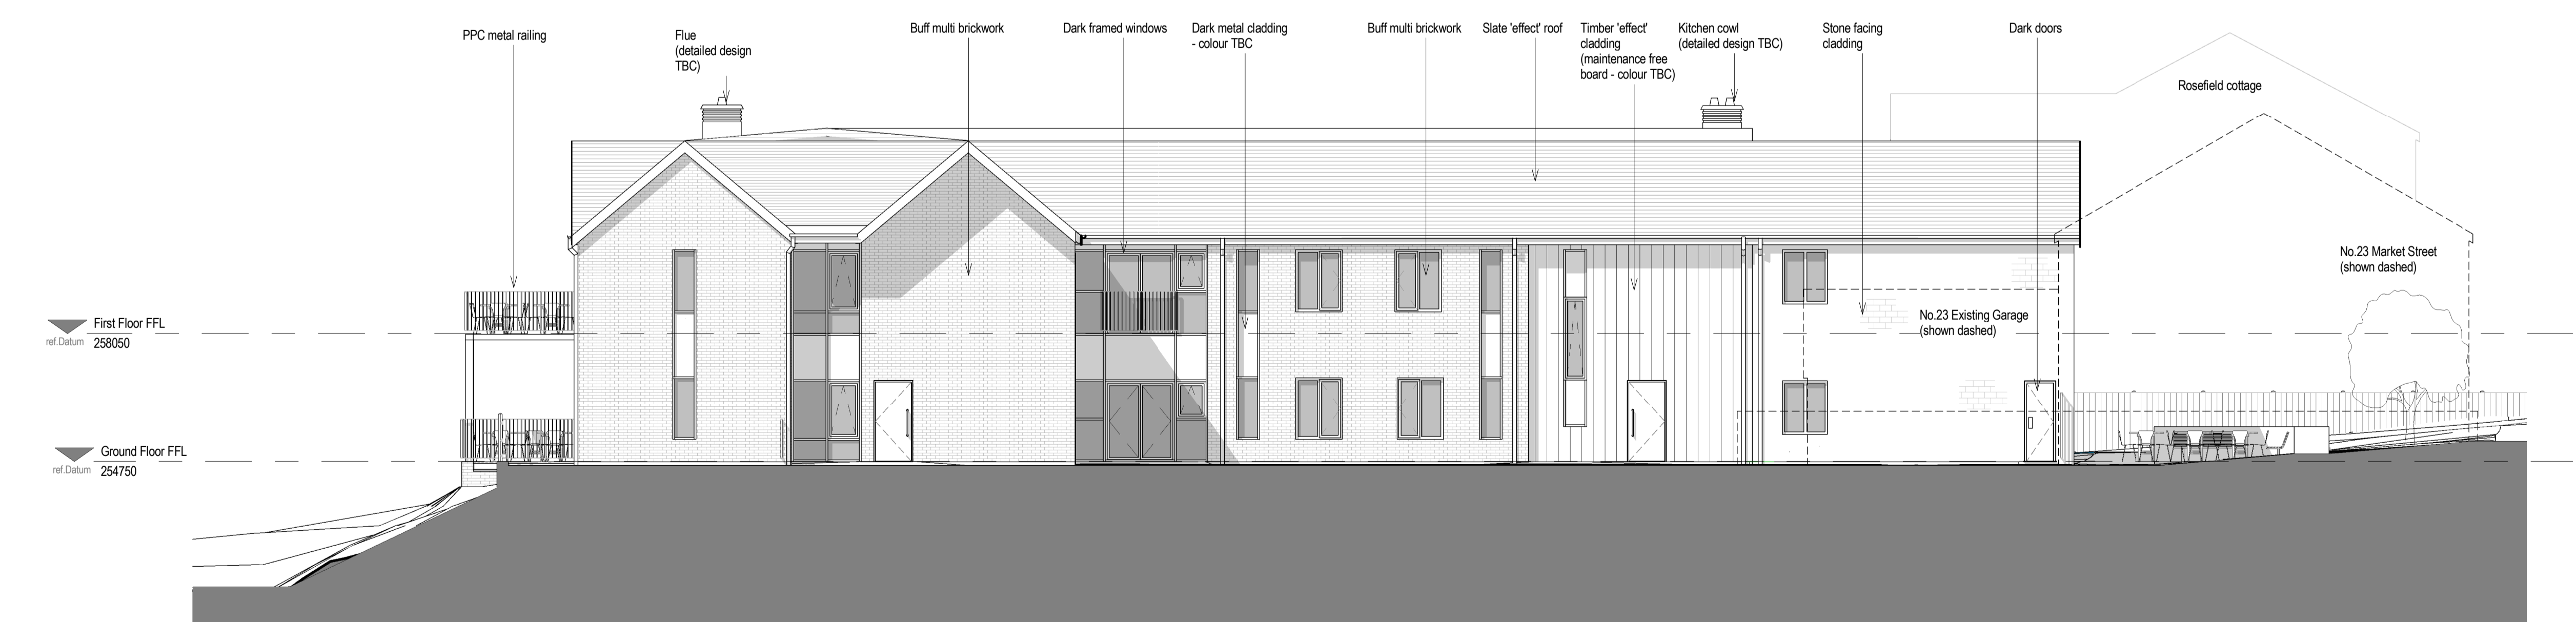 PPC metal railing
Flue
(detailed design
TBC)
Buff multi brickwork
Dark framed windows
Dark metal cladding
- colour TBC
Buff multi brickwork
Slate 'effect' roof
Timber 'effect'
cladding
(maintenance free
board - colour TBC)
Kitchen cowl
(detailed design TBC)
Stone facing
cladding
Dark doors
Rosefield cottage
No.23 Market Street
(shown dashed)
No.23 Existing Garage
(shown dashed)
First Floor FFL
ref.Datum 258050
Ground Floor FFL
ref.Datum 254750